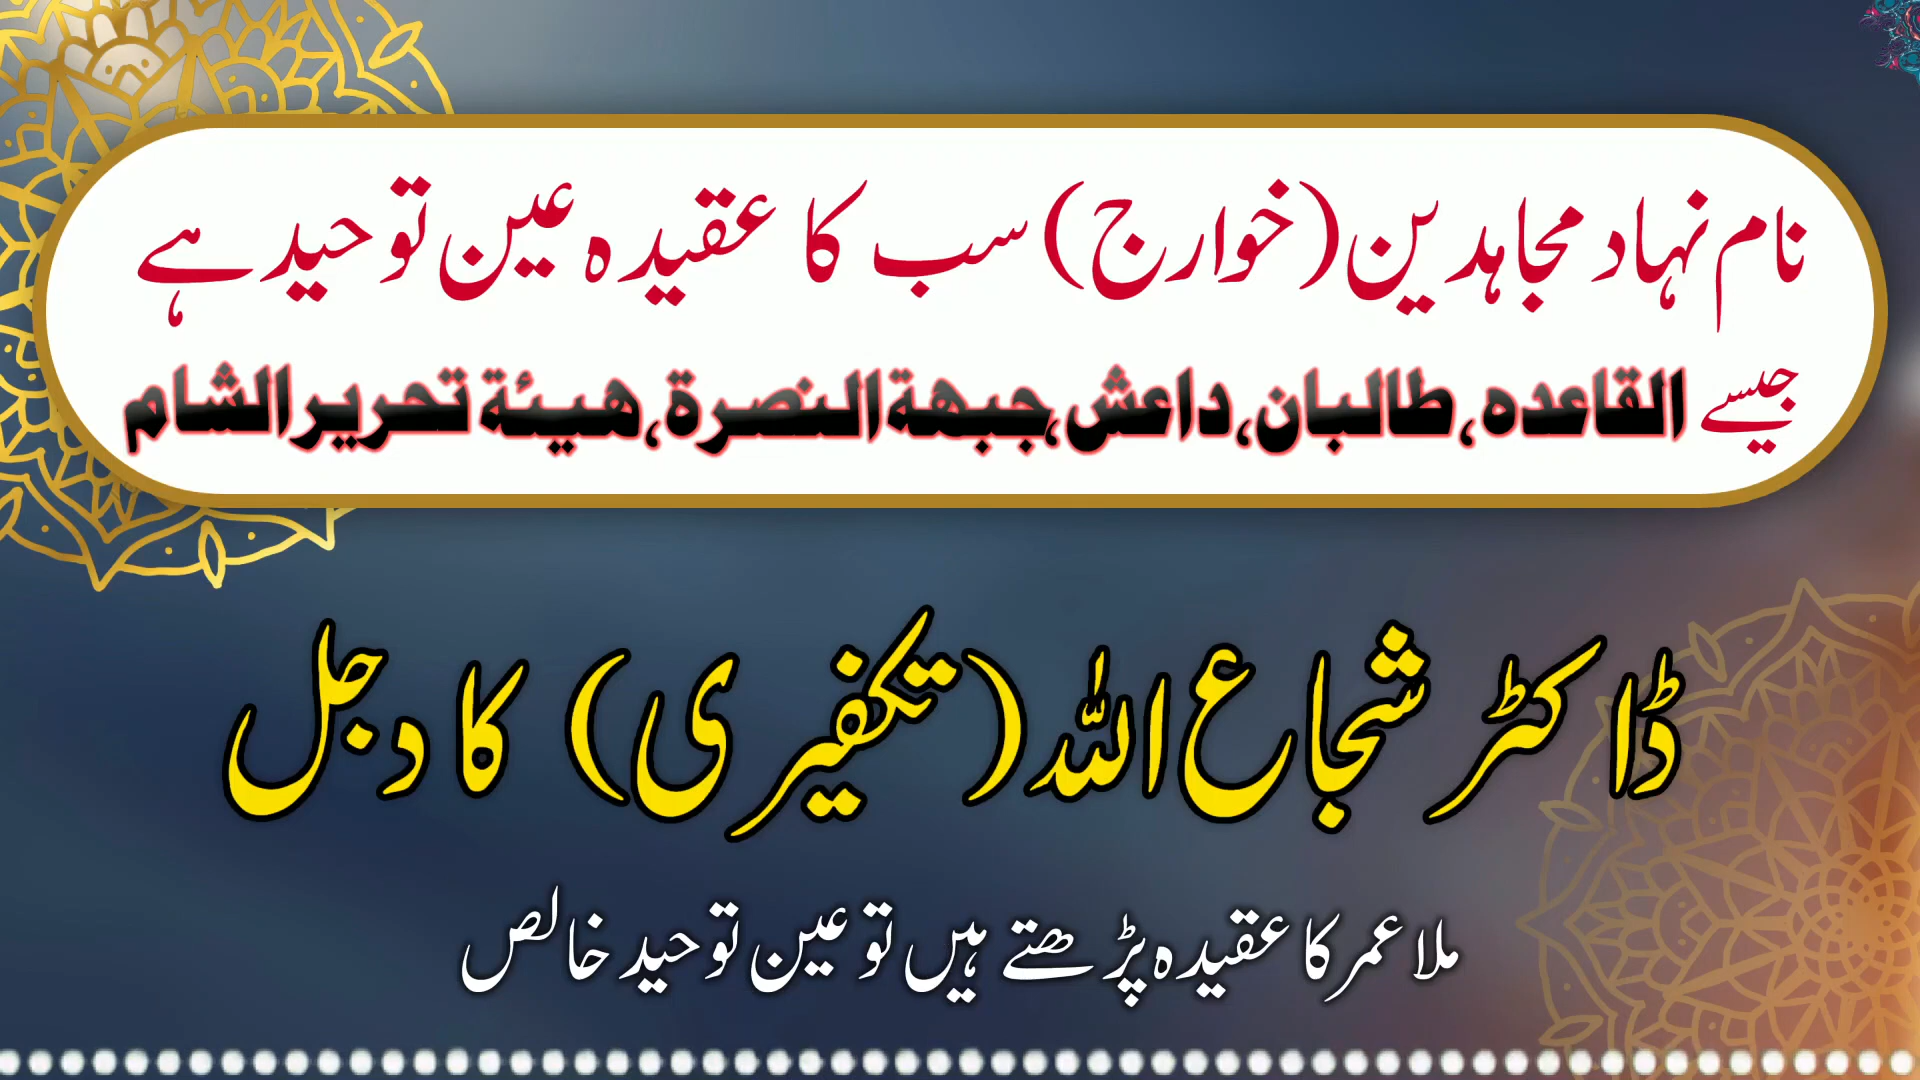 نام نہاد مجاہدین (خوارج) سب کا عقیدہ عین توحید ہے
جیسے القاعدہ، طالبان، داعش، جبهة النصرة، هيئة تحرير الشام
ڈاکٹر شجاع اللہ (تکفیری) کا دجل
ملا عمر کا عقیدہ پڑھتے ہیں تو عین توحید خالص